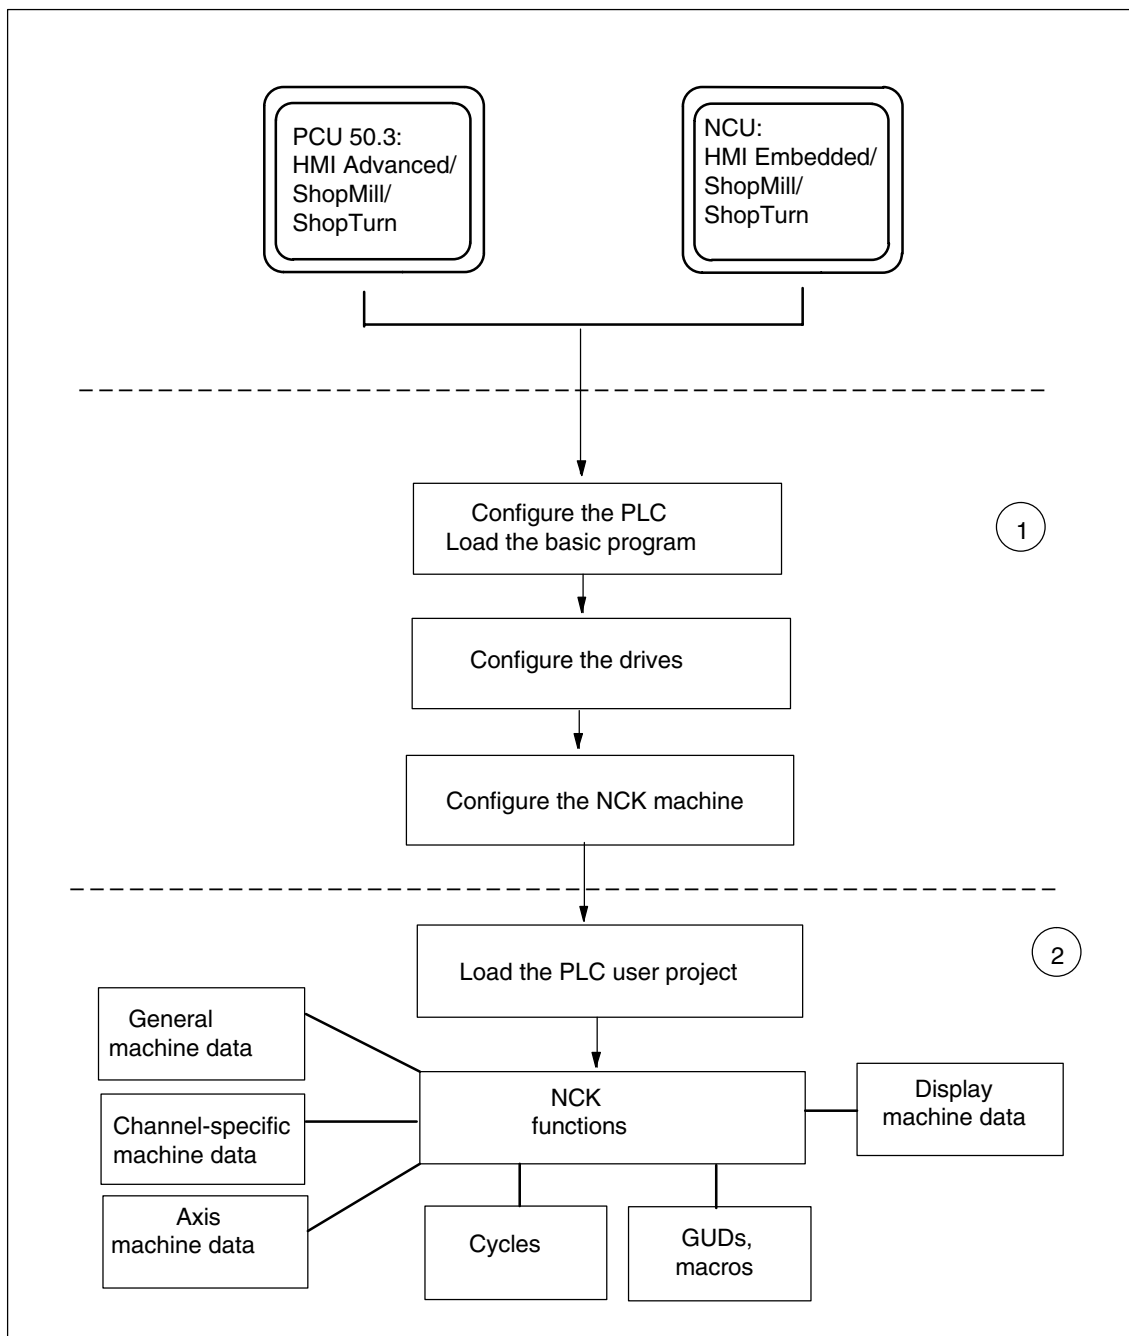 PCU 50.3:
HMI Advanced/
ShopMill/
ShopTurn
NCU:
HMI Embedded/
ShopMill/
ShopTurn
Configure the PLC
Load the basic program
1
Configure the drives
Configure the NCK machine
Load the PLC user project
2
General
machine data
Channel-specific
machine data
Axis
machine data
NCK
functions
Display
machine data
Cycles
GUDs,
macros